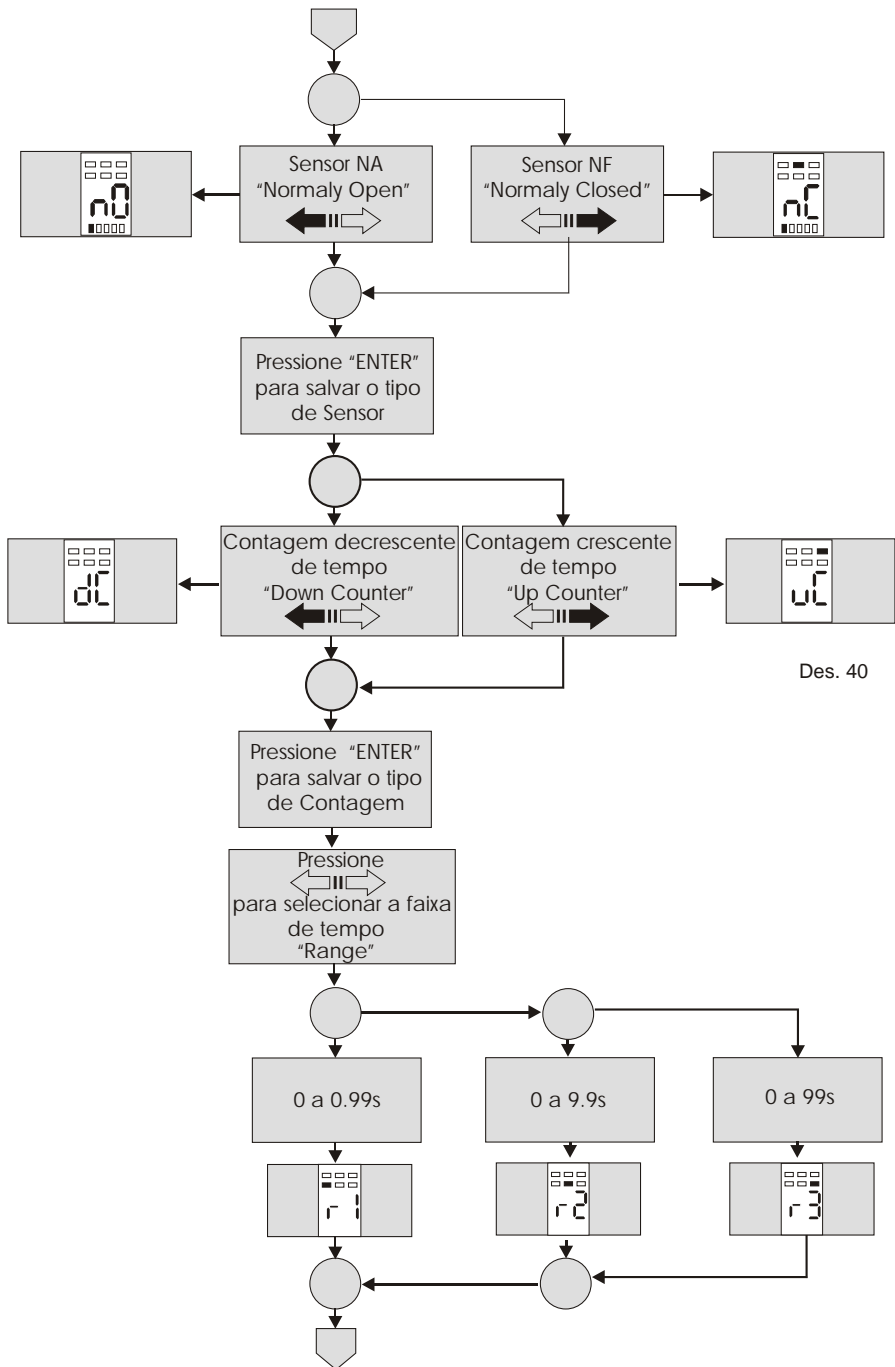 Sensor NA
"Normaly Open"
Sensor NF
"Normaly Closed"
nO
nC
Pressione "ENTER"
para salvar o tipo
de Sensor
Contagem decrescente
de tempo
"Down Counter"
Contagem crescente
de tempo
"Up Counter"
dC
uC
Des. 40
Pressione "ENTER"
para salvar o tipo
de Contagem
Pressione
para selecionar a faixa
de tempo
"Range"
0 a 0.99s
0 a 9.9s
0 a 99s
r1
r2
r3